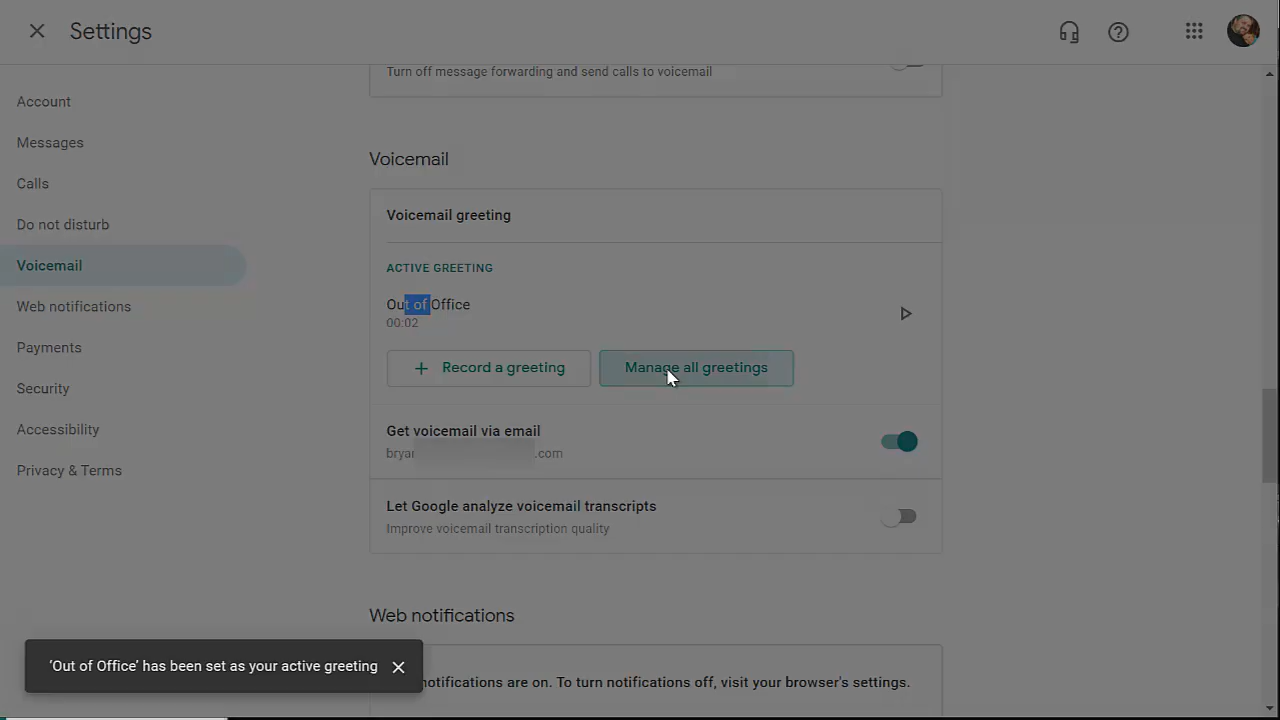 Settings
Account
Messages
Calls
Do not disturb
Voicemail
Web notifications
Payments
Security
Accessibility
Privacy & Terms
Turn off message forwarding and send calls to voicemail
Voicemail
Voicemail greeting
ACTIVE GREETING
Out of Office
00:02
+ Record a greeting
Manage all greetings
Get voicemail via email
bryan .com
Let Google analyze voicemail transcripts
Improve voicemail transcription quality
Web notifications
notifications are on. To turn notifications off, visit your browser's settings.
‘Out of Office’ has been set as your active greeting